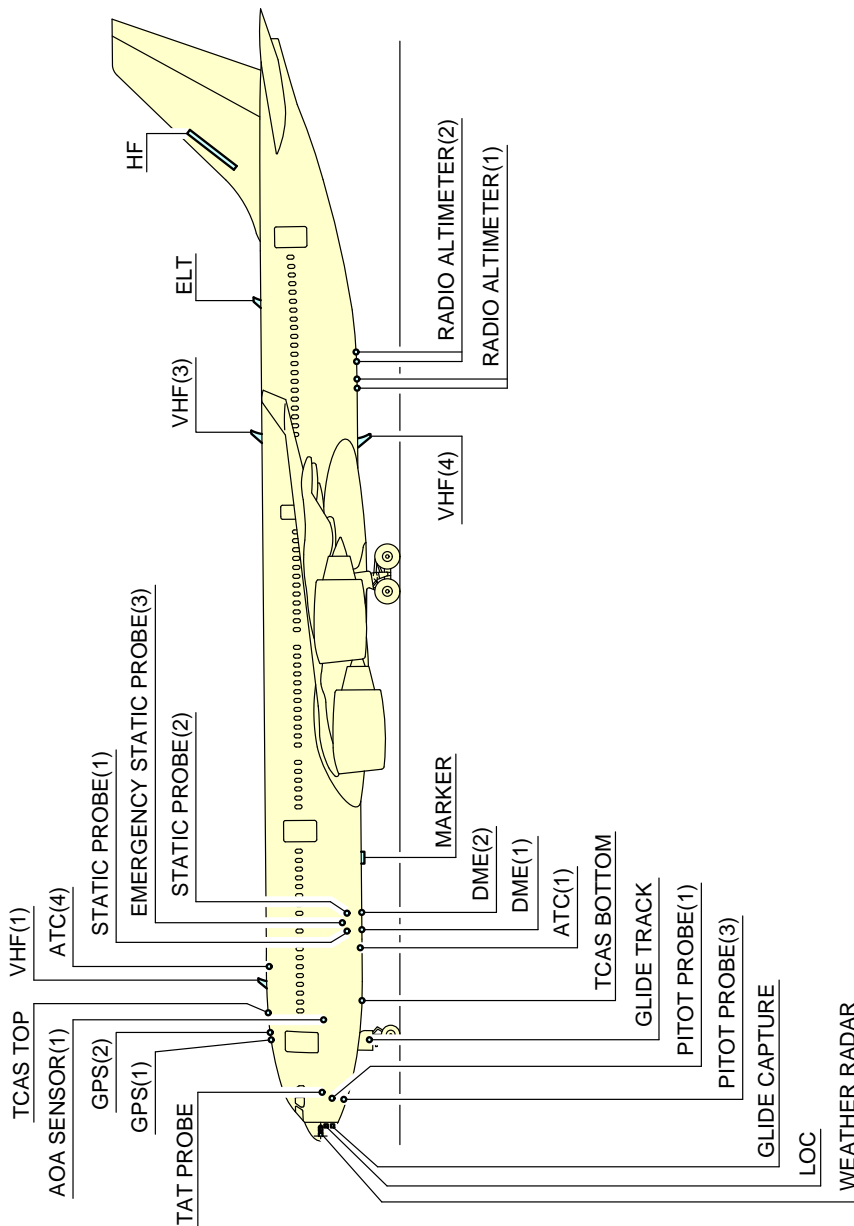 HF
ELT
VHF(3)
RADIO ALTIMETER(2)
RADIO ALTIMETER(1)
VHF(4)
EMERGENCY STATIC PROBE(3)
STATIC PROBE(1)
STATIC PROBE(2)
VHF(1)
ATC(4)
TCAS TOP
AOA SENSOR(1)
GPS(2)
GPS(1)
TAT PROBE
MARKER
DME(2)
DME(1)
ATC(1)
TCAS BOTTOM
GLIDE TRACK
PITOT PROBE(1)
PITOT PROBE(3)
GLIDE CAPTURE
LOC
WEATHER RADAR